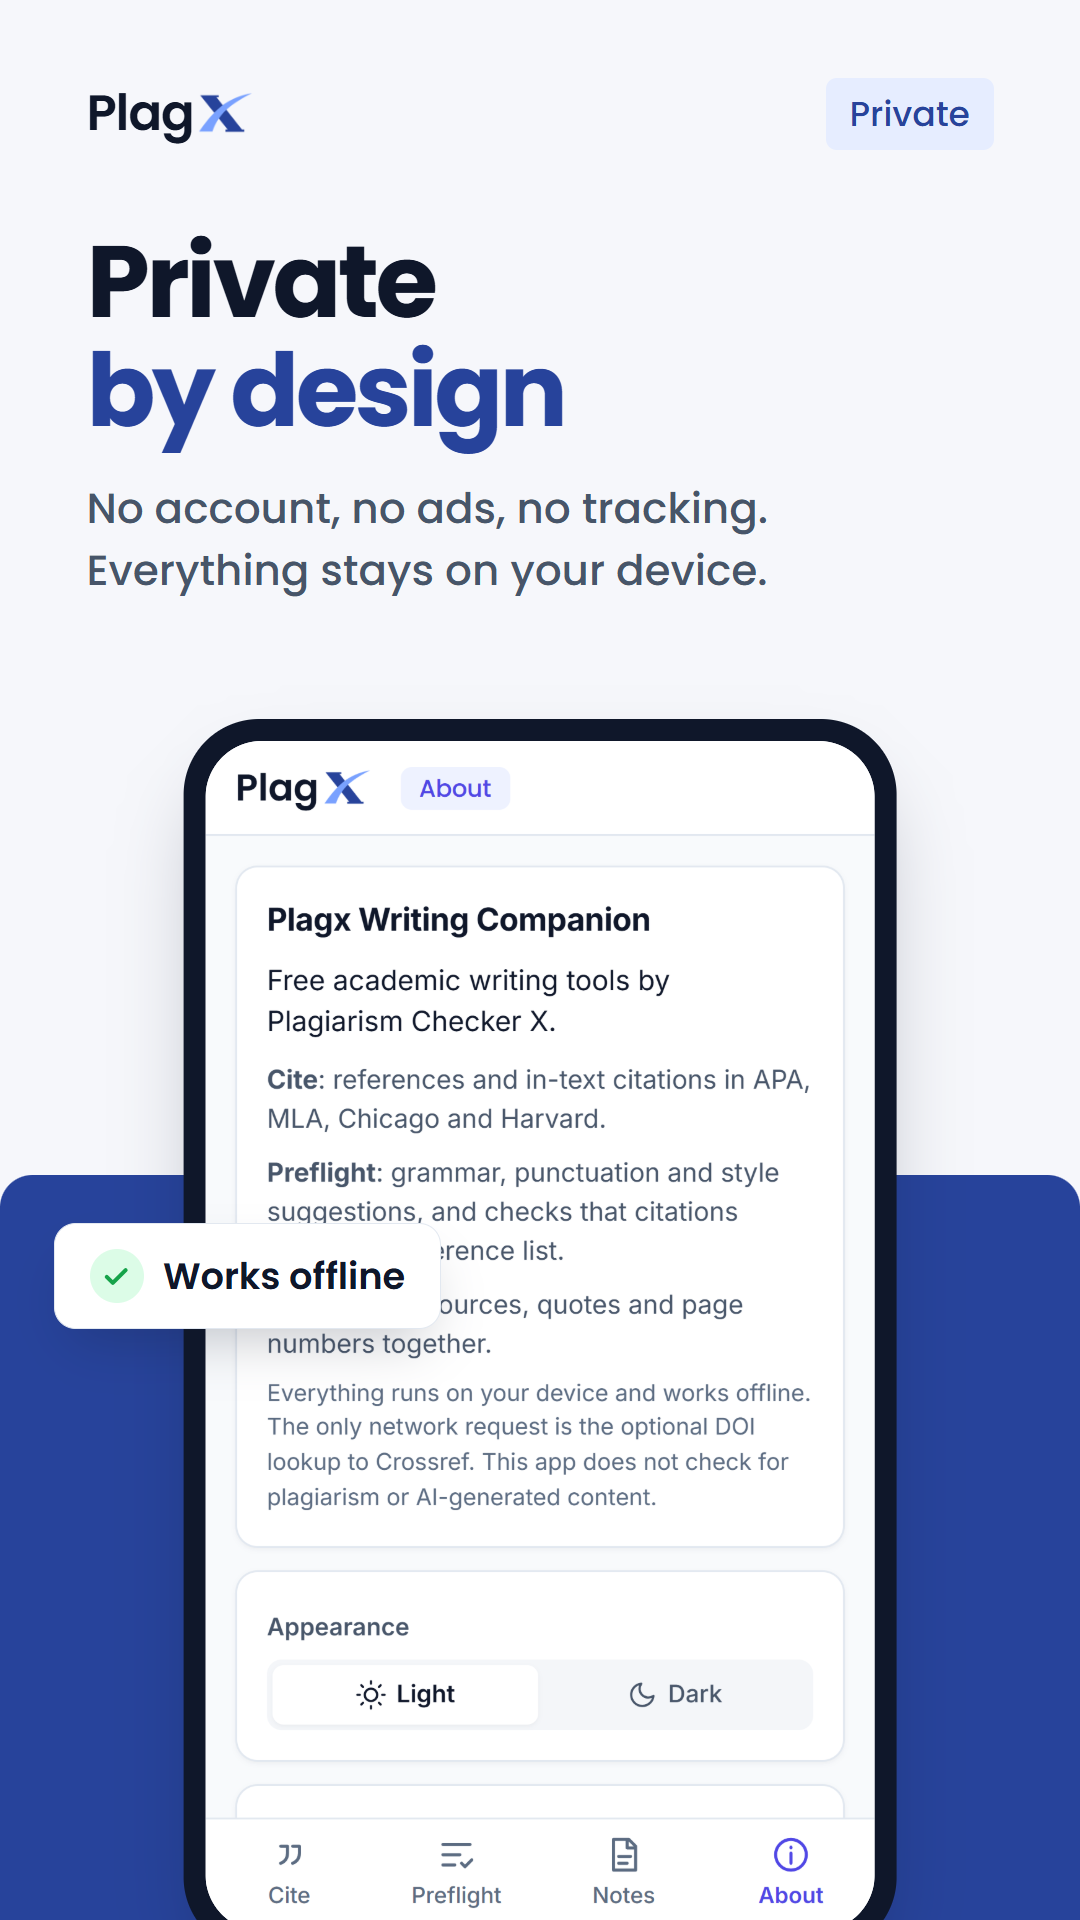 PlagX
Private
Private
by design
No account, no ads, no tracking.
Everything stays on your device.
PlagX
About
Plagx Writing Companion
Free academic writing tools by
Plagiarism Checker X.
Cite: references and in-text citations in APA,
MLA, Chicago and Harvard.
Preflight: grammar, punctuation and style
suggestions, and checks that citations
erence list.
Works offline
ources, quotes and page
numbers together.
Everything runs on your device and works offline.
The only network request is the optional DOI
lookup to Crossref. This app does not check for
plagiarism or AI-generated content.
Appearance
Light
Dark
Cite
Preflight
Notes
About